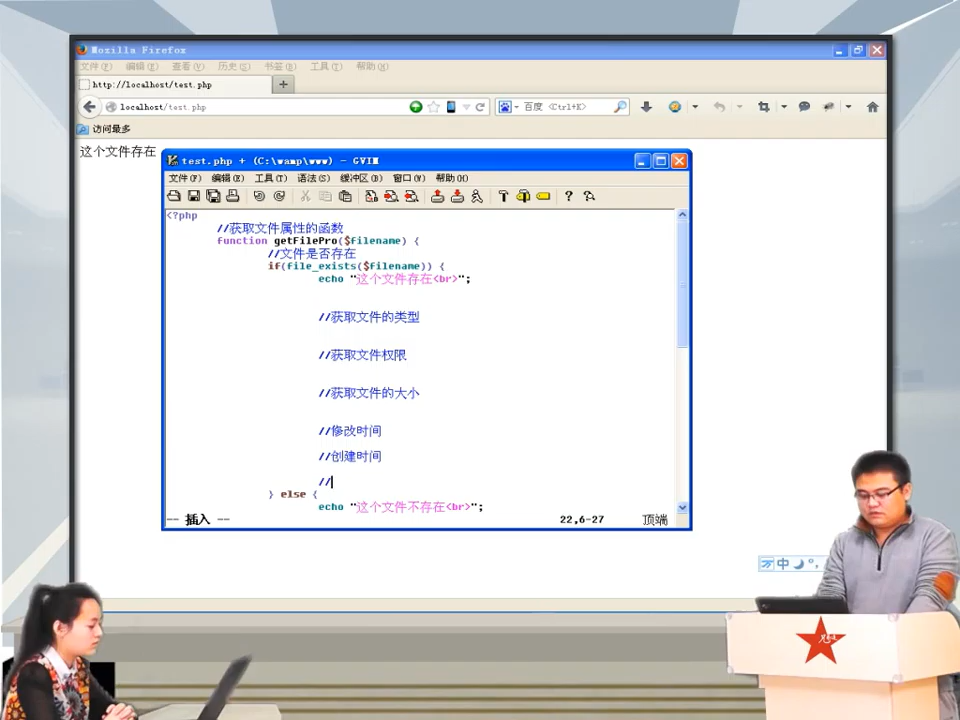 Mozilla Firefox
文件(F) 编辑(E) 查看(V) 历史(S) 书签(B) 工具(T) 帮助(H)
http://localhost/test.php
localhost/test.php
百度 <Ctrl+K>
访问最多
这个文件存在
test.php + (C:\wamp\www) - GVIM
文件(F) 编辑(E) 工具(T) 语法(S) 缓冲区(B) 窗口(W) 帮助(H)
<?php
//获取文件属性的函数
function getFilePro($filename) {
//文件是否存在
if(file_exists($filename)) {
echo "这个文件存在<br>";
//获取文件的类型
//获取文件权限
//获取文件的大小
//修改时间
//创建时间
//
} else {
echo "这个文件不存在<br>";
-- 插入 --
22,6-27
顶端
中